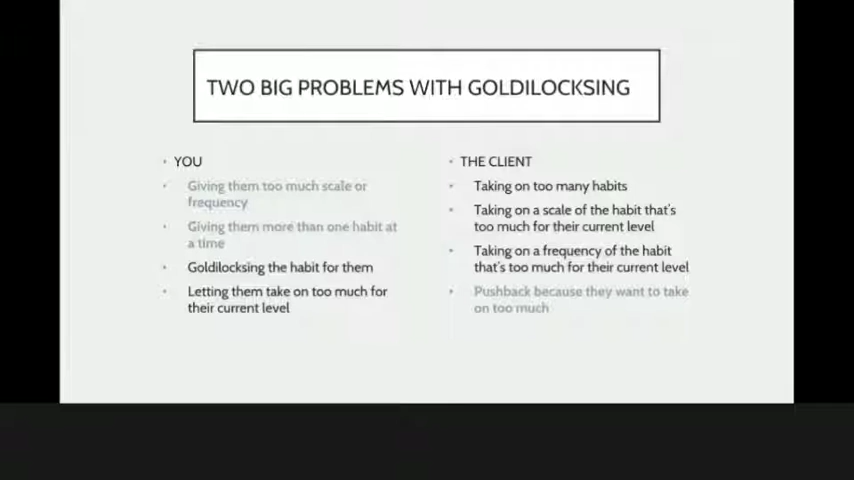 TWO BIG PROBLEMS WITH GOLDILOCKSING
YOU
Giving them too much scale or
frequency
Giving them more than one habit at
a time
Goldilocksing the habit for them
Letting them take on too much for
their current level
THE CLIENT
Taking on too many habits
Taking on a scale of the habit that's
too much for their current level
Taking on a frequency of the habit
that's too much for their current level
Pushback because they want to take
on too much